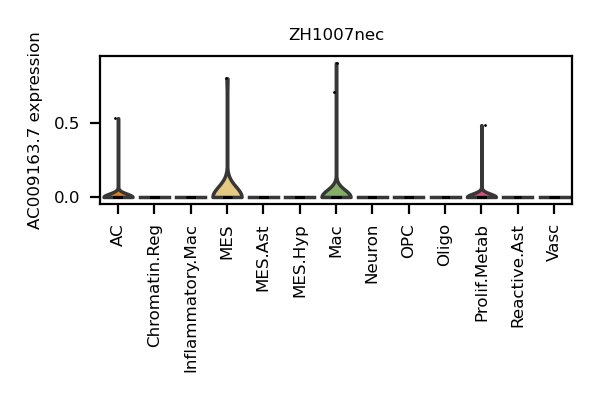 ZH1007nec
AC009163.7 expression
0.5
0.0
AC
Chromatin.Reg
Inflammatory.Mac
MES
MES.Ast
MES.Hyp
Mac
Neuron
OPC
Oligo
Prolif.Metab
Reactive.Ast
Vasc